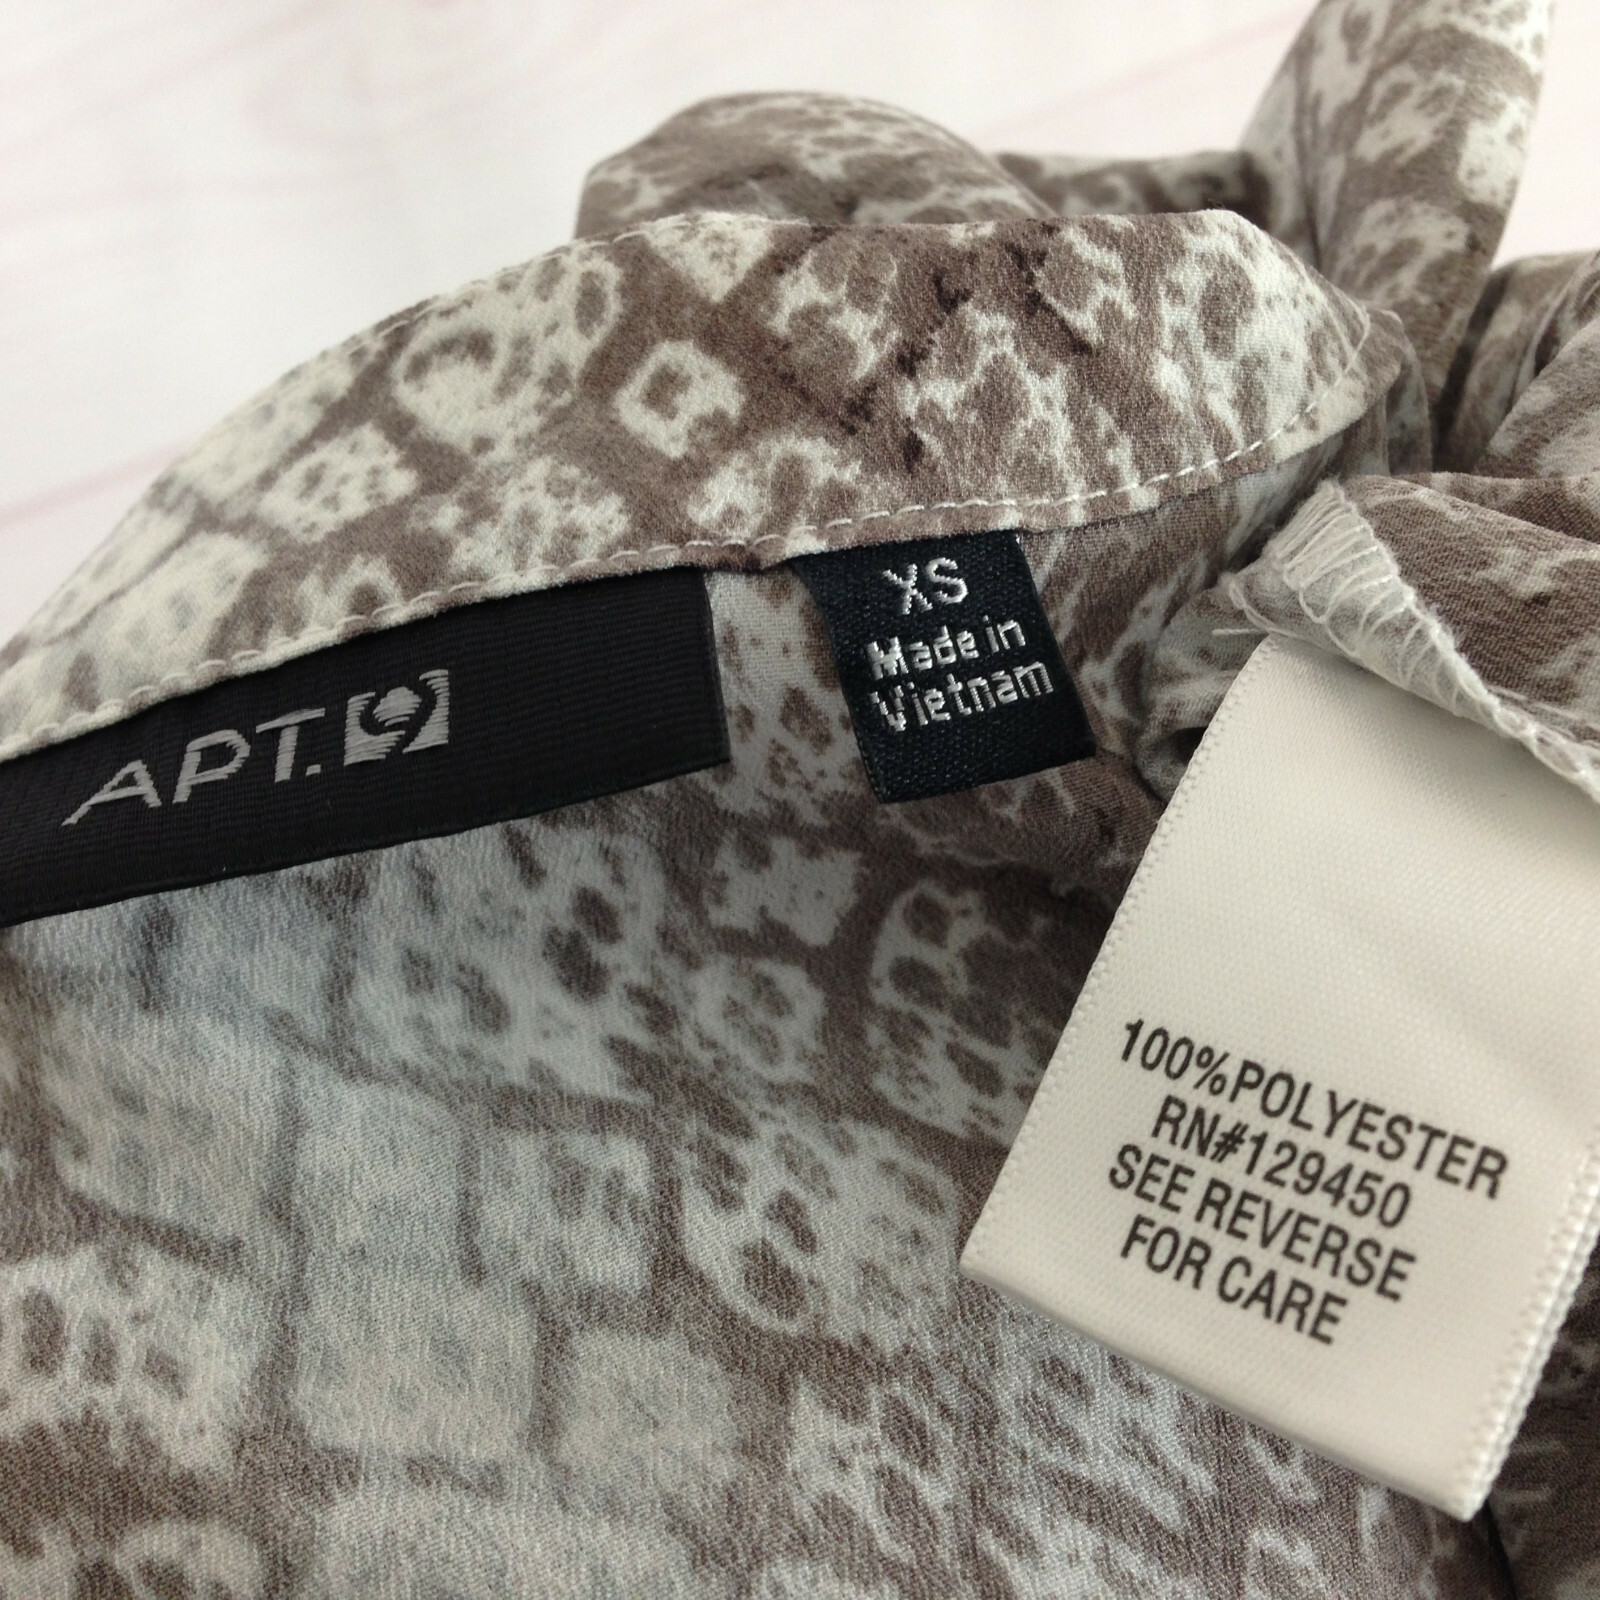 APT.9
XS
Made in
Vietnam
100%POLYESTER
RN#129450
SEE REVERSE
FOR CARE